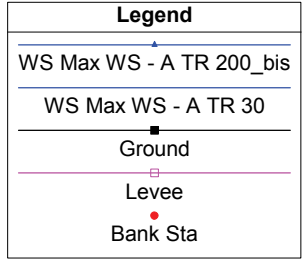 Legend
WS Max WS - A TR 200_bis
WS Max WS - A TR 30
Ground
Levee
Bank Sta